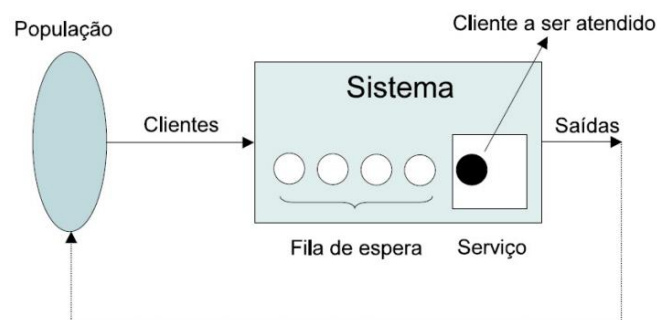 Cliente a ser atendido
População
Sistema
Clientes
Saídas
Fila de espera
Serviço